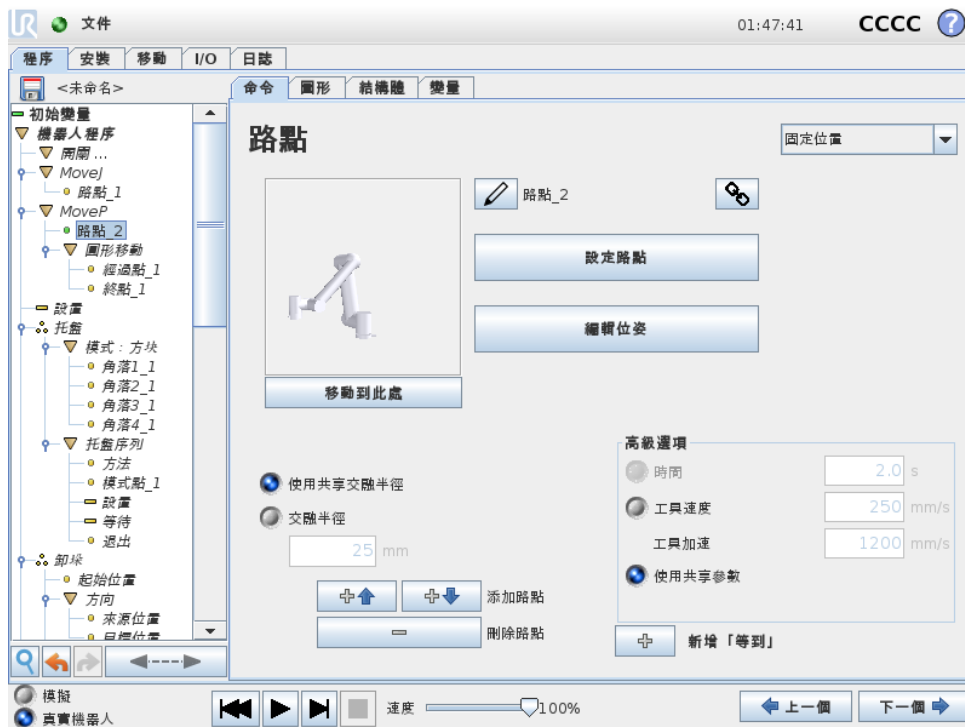 UR 文件 01:47:41 CCCC ?
程序 安裝 移動 I/O 日誌
<未命名> 命令 圖形 結構體 變量
初始變量
機器人程序
開闔 ...
MoveJ
路點_1
MoveP
路點_2
圓形移動
經過點_1
終點_1
設置
托盤
模式：方块
角落1_1
角落2_1
角落3_1
角落4_1
托盤序列
方法
模式點_1
設置
等待
退出
卸垛
起始位置
方向
來源位置
目標位置
路點
固定位置
路點_2
設定路點
編輯位姿
移動到此處
使用共享交融半徑
交融半徑
25 mm
添加路點
刪除路點
高級選項
時間 2.0 s
工具速度 250 mm/s
工具加速 1200 mm/s
使用共享參數
新增「等到」
模擬
真實機器人
速度 100%
上一個 下一個